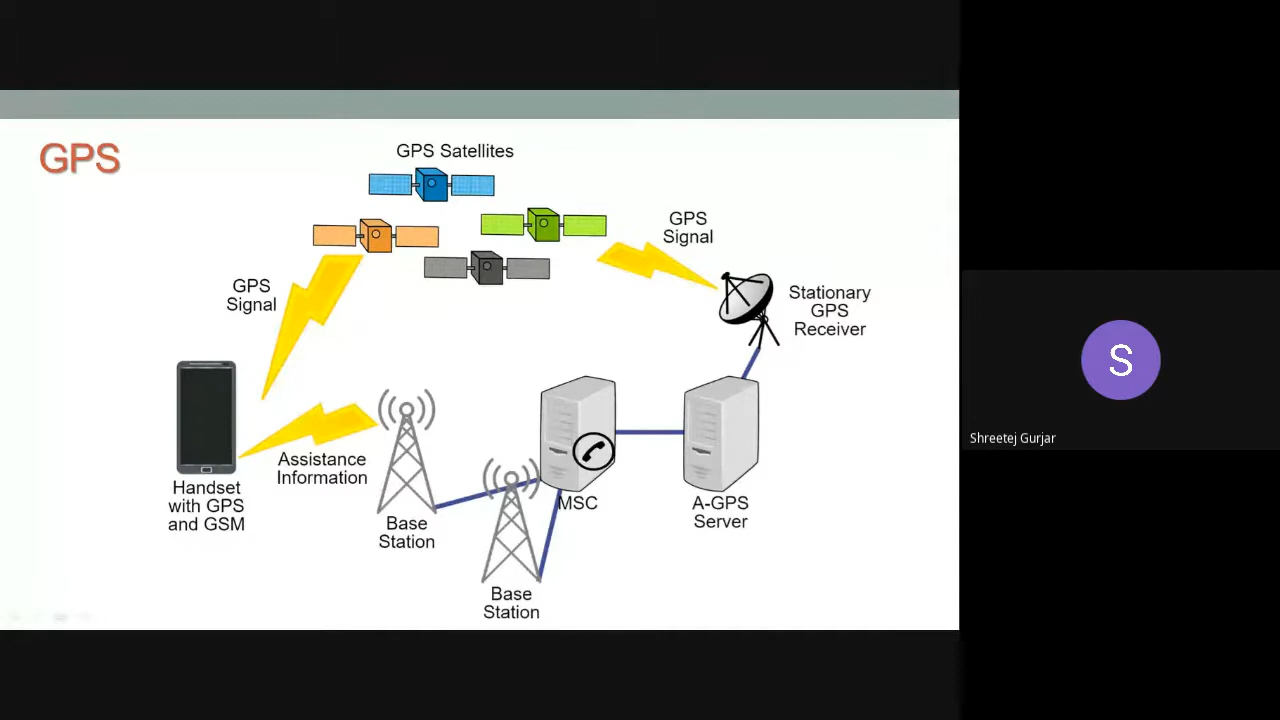 GPS
GPS Satellites
GPS
Signal
GPS
Signal
Stationary
GPS
Receiver
Assistance
Information
Handset
with GPS
and GSM
Base
Station
MSC
A-GPS
Server
Base
Station
S
Shreetej Gurjar